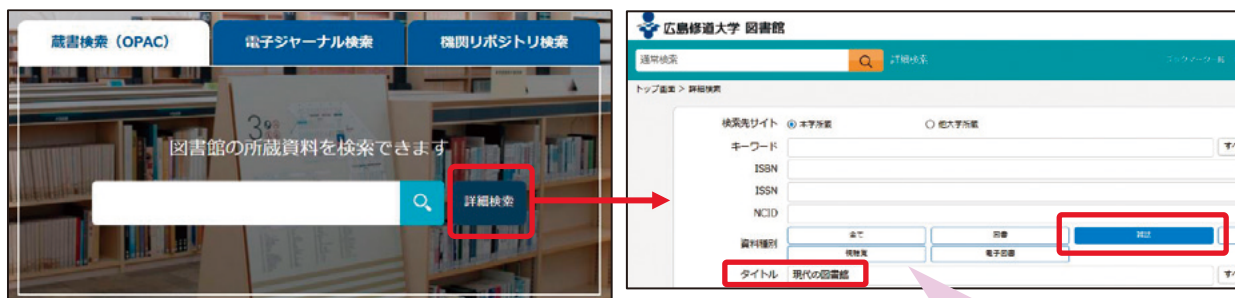 蔵書検索（OPAC）
電子ジャーナル検索
機関リポジトリ検索
図書館の所蔵資料を検索できます
詳細検索
広島修道大学 図書館
通常検索
詳細検索
トップ画面 > 詳細検索
検索先サイト 本学所蔵 他大学所蔵
キーワード
ISBN
ISSN
NCID
資料種別
全て 図書 雑誌
視聴覚 電子図書
タイトル 現代の図書館